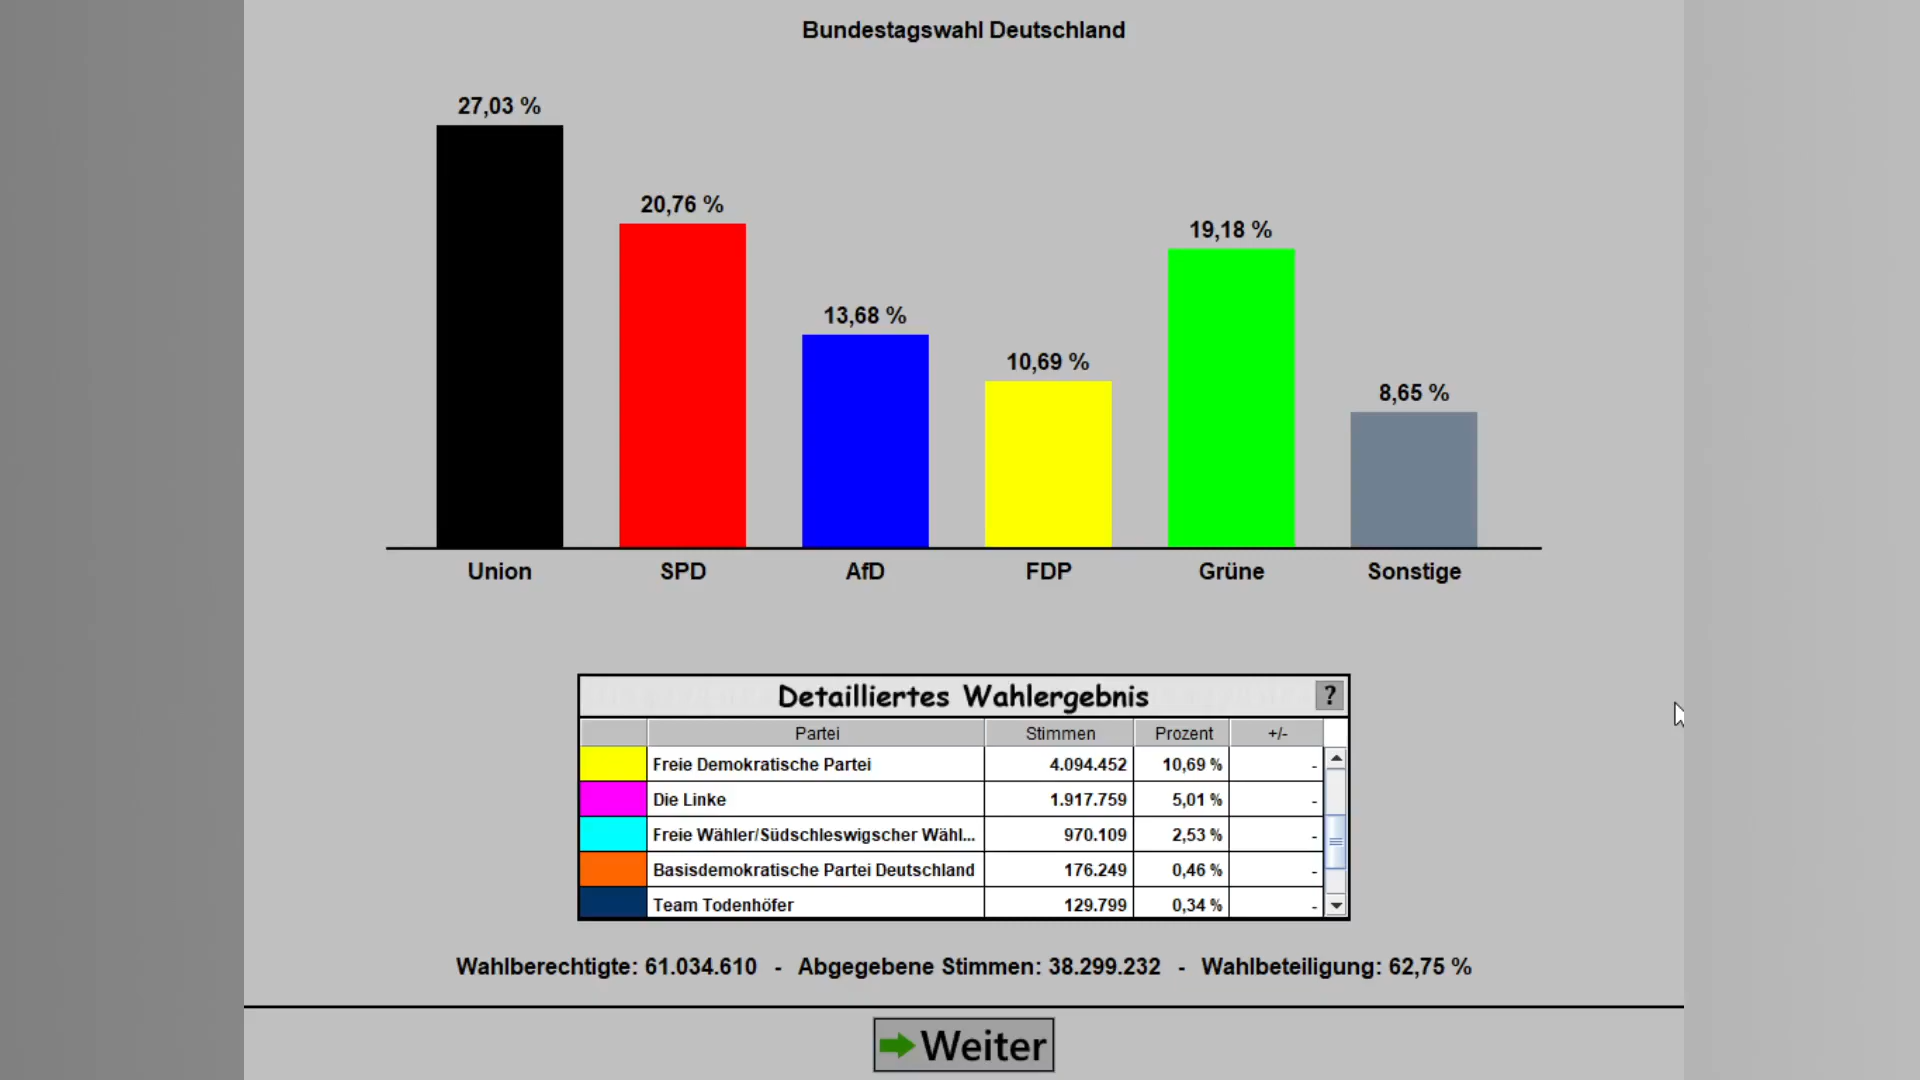 Bundestagswahl Deutschland
27,03 %
20,76 %
13,68 %
10,69 %
19,18 %
8,65 %
Union SPD AfD FDP Grüne Sonstige
Detailliertes Wahlergebnis ?
Partei Stimmen Prozent +/-
Freie Demokratische Partei 4.094.452 10,69 % -
Die Linke 1.917.759 5,01 % -
Freie Wähler/Südschleswigscher Wähl... 970.109 2,53 % -
Basisdemokratische Partei Deutschland 176.249 0,46 % -
Team Todenhöfer 129.799 0,34 % -
Wahlberechtigte: 61.034.610 - Abgegebene Stimmen: 38.299.232 - Wahlbeteiligung: 62,75 %
Weiter